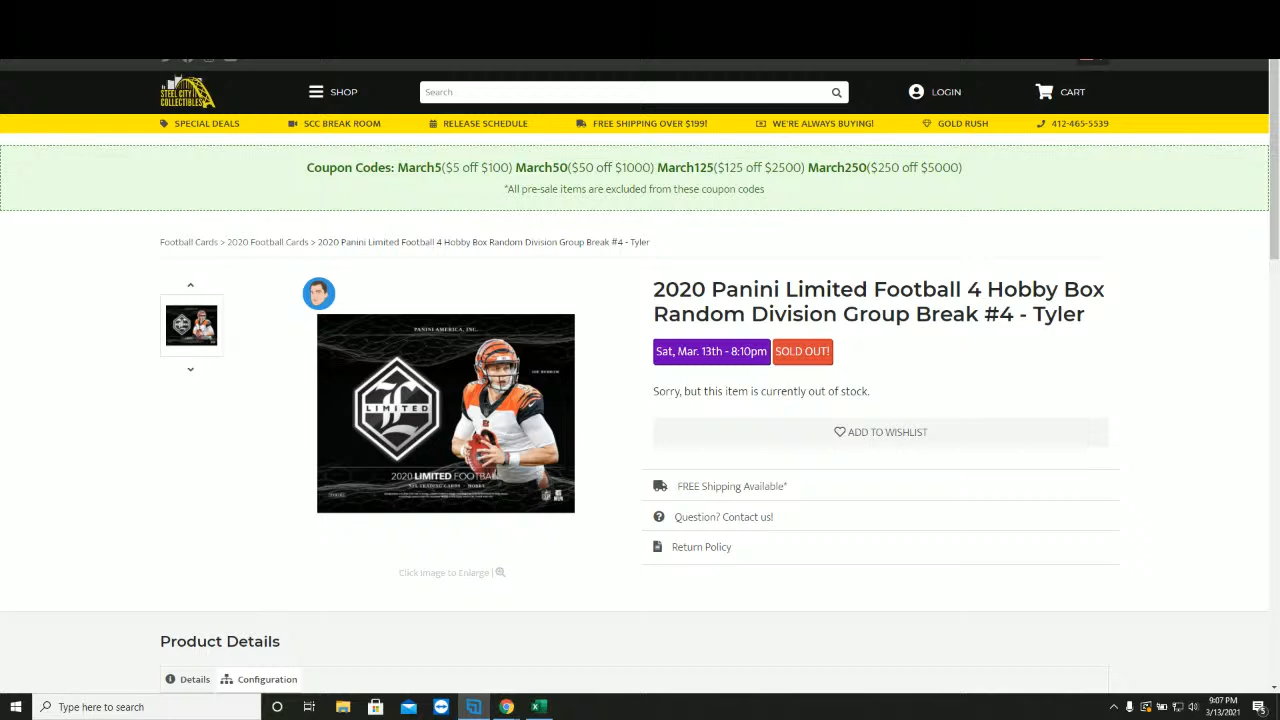 STEEL CITY
COLLECTIBLES
SHOP
Search
LOGIN
CART
SPECIAL DEALS
SCC BREAK ROOM
RELEASE SCHEDULE
FREE SHIPPING OVER $199!
WE'RE ALWAYS BUYING!
GOLD RUSH
412-465-5539
Coupon Codes: March5($5 off $100) March50($50 off $1000) March125($125 off $2500) March250($250 off $5000)
*All pre-sale items are excluded from these coupon codes
Football Cards > 2020 Football Cards > 2020 Panini Limited Football 4 Hobby Box Random Division Group Break #4 - Tyler
PANINI AMERICA, INC.
JOE BURROW
LIMITED
2020 LIMITED FOOTBALL
NFL TRADING CARDS - HOBBY
Click Image to Enlarge |
2020 Panini Limited Football 4 Hobby Box
Random Division Group Break #4 - Tyler
Sat, Mar. 13th - 8:10pm
SOLD OUT!
Sorry, but this item is currently out of stock.
ADD TO WISHLIST
FREE Shipping Available*
Question? Contact us!
Return Policy
Product Details
Details
Configuration
Type here to search
9:07 PM
3/13/2021